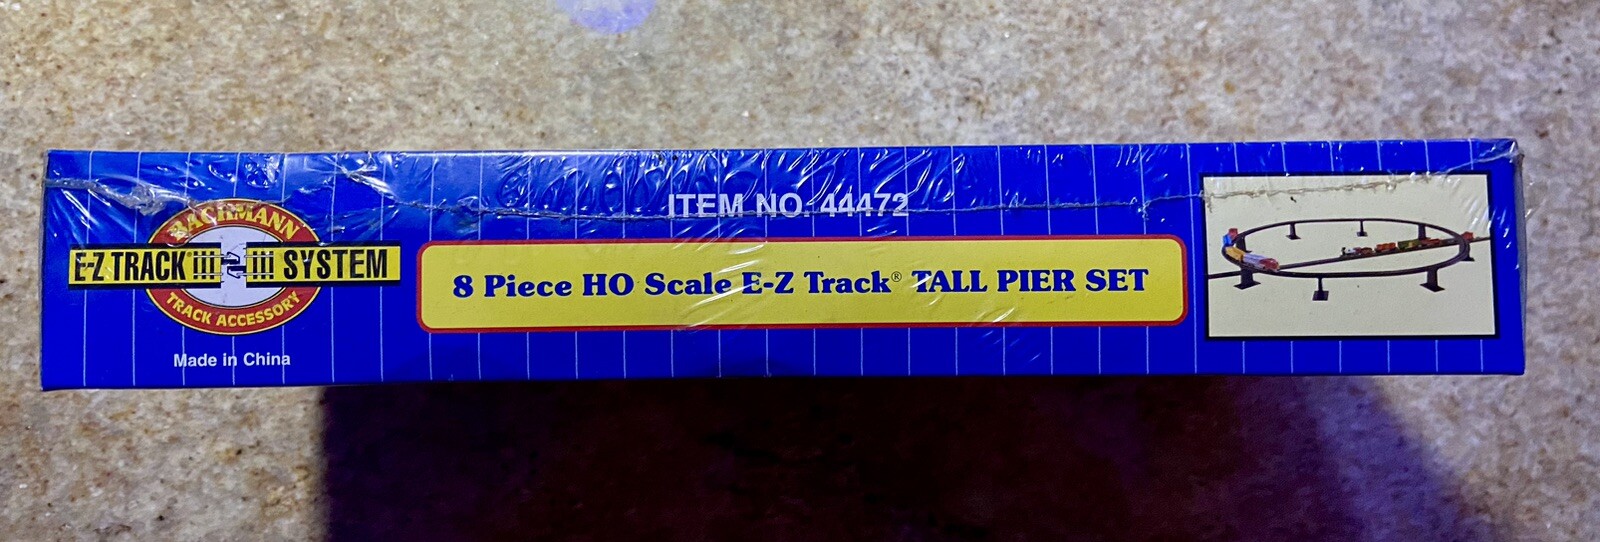 BACHMANN
E-Z TRACK® SYSTEM
TRACK ACCESSORY
Made in China
ITEM NO. 44472
8 Piece HO Scale E-Z Track® TALL PIER SET